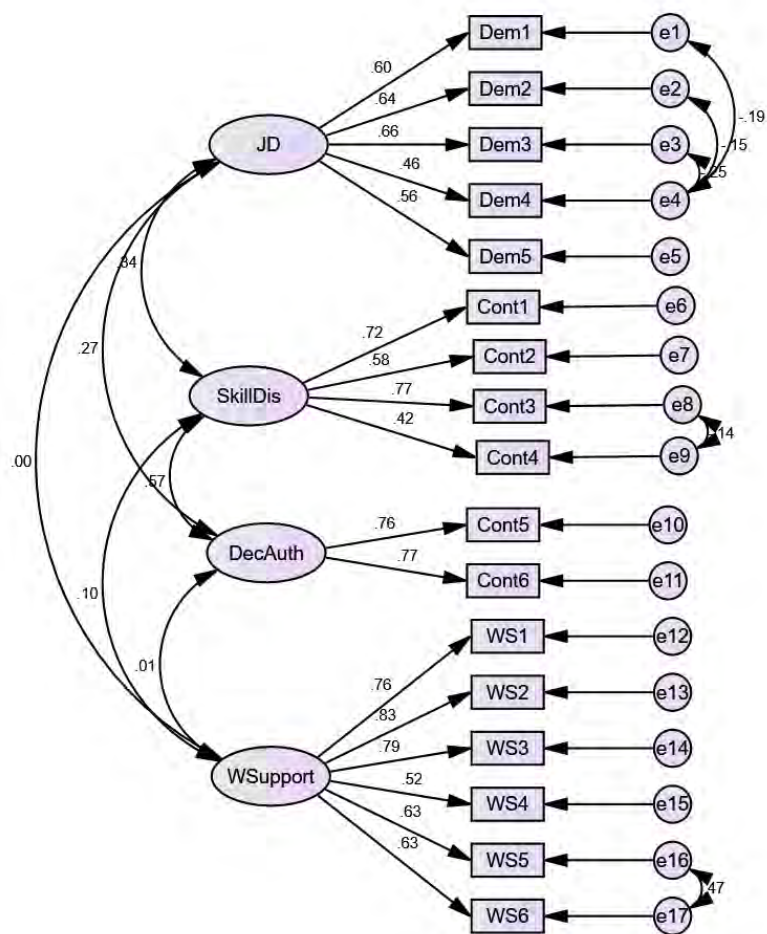 Dem1
e1
.60
Dem2
e2
.64
-.19
JD
.66
Dem3
e3
-.15
.46
Dem4
e4
-.25
.56
Dem5
e5
Cont1
e6
.27
.72
Cont2
e7
SkillDis
.58
.77
Cont3
e8
.42
Cont4
e9
.00
.57
.76
Cont5
e10
DecAuth
.77
Cont6
e11
.10
WS1
e12
.01
.76
WS2
e13
.83
.79
WS3
e14
WSupport
.52
WS4
e15
.63
WS5
e16
.63
.47
WS6
e17